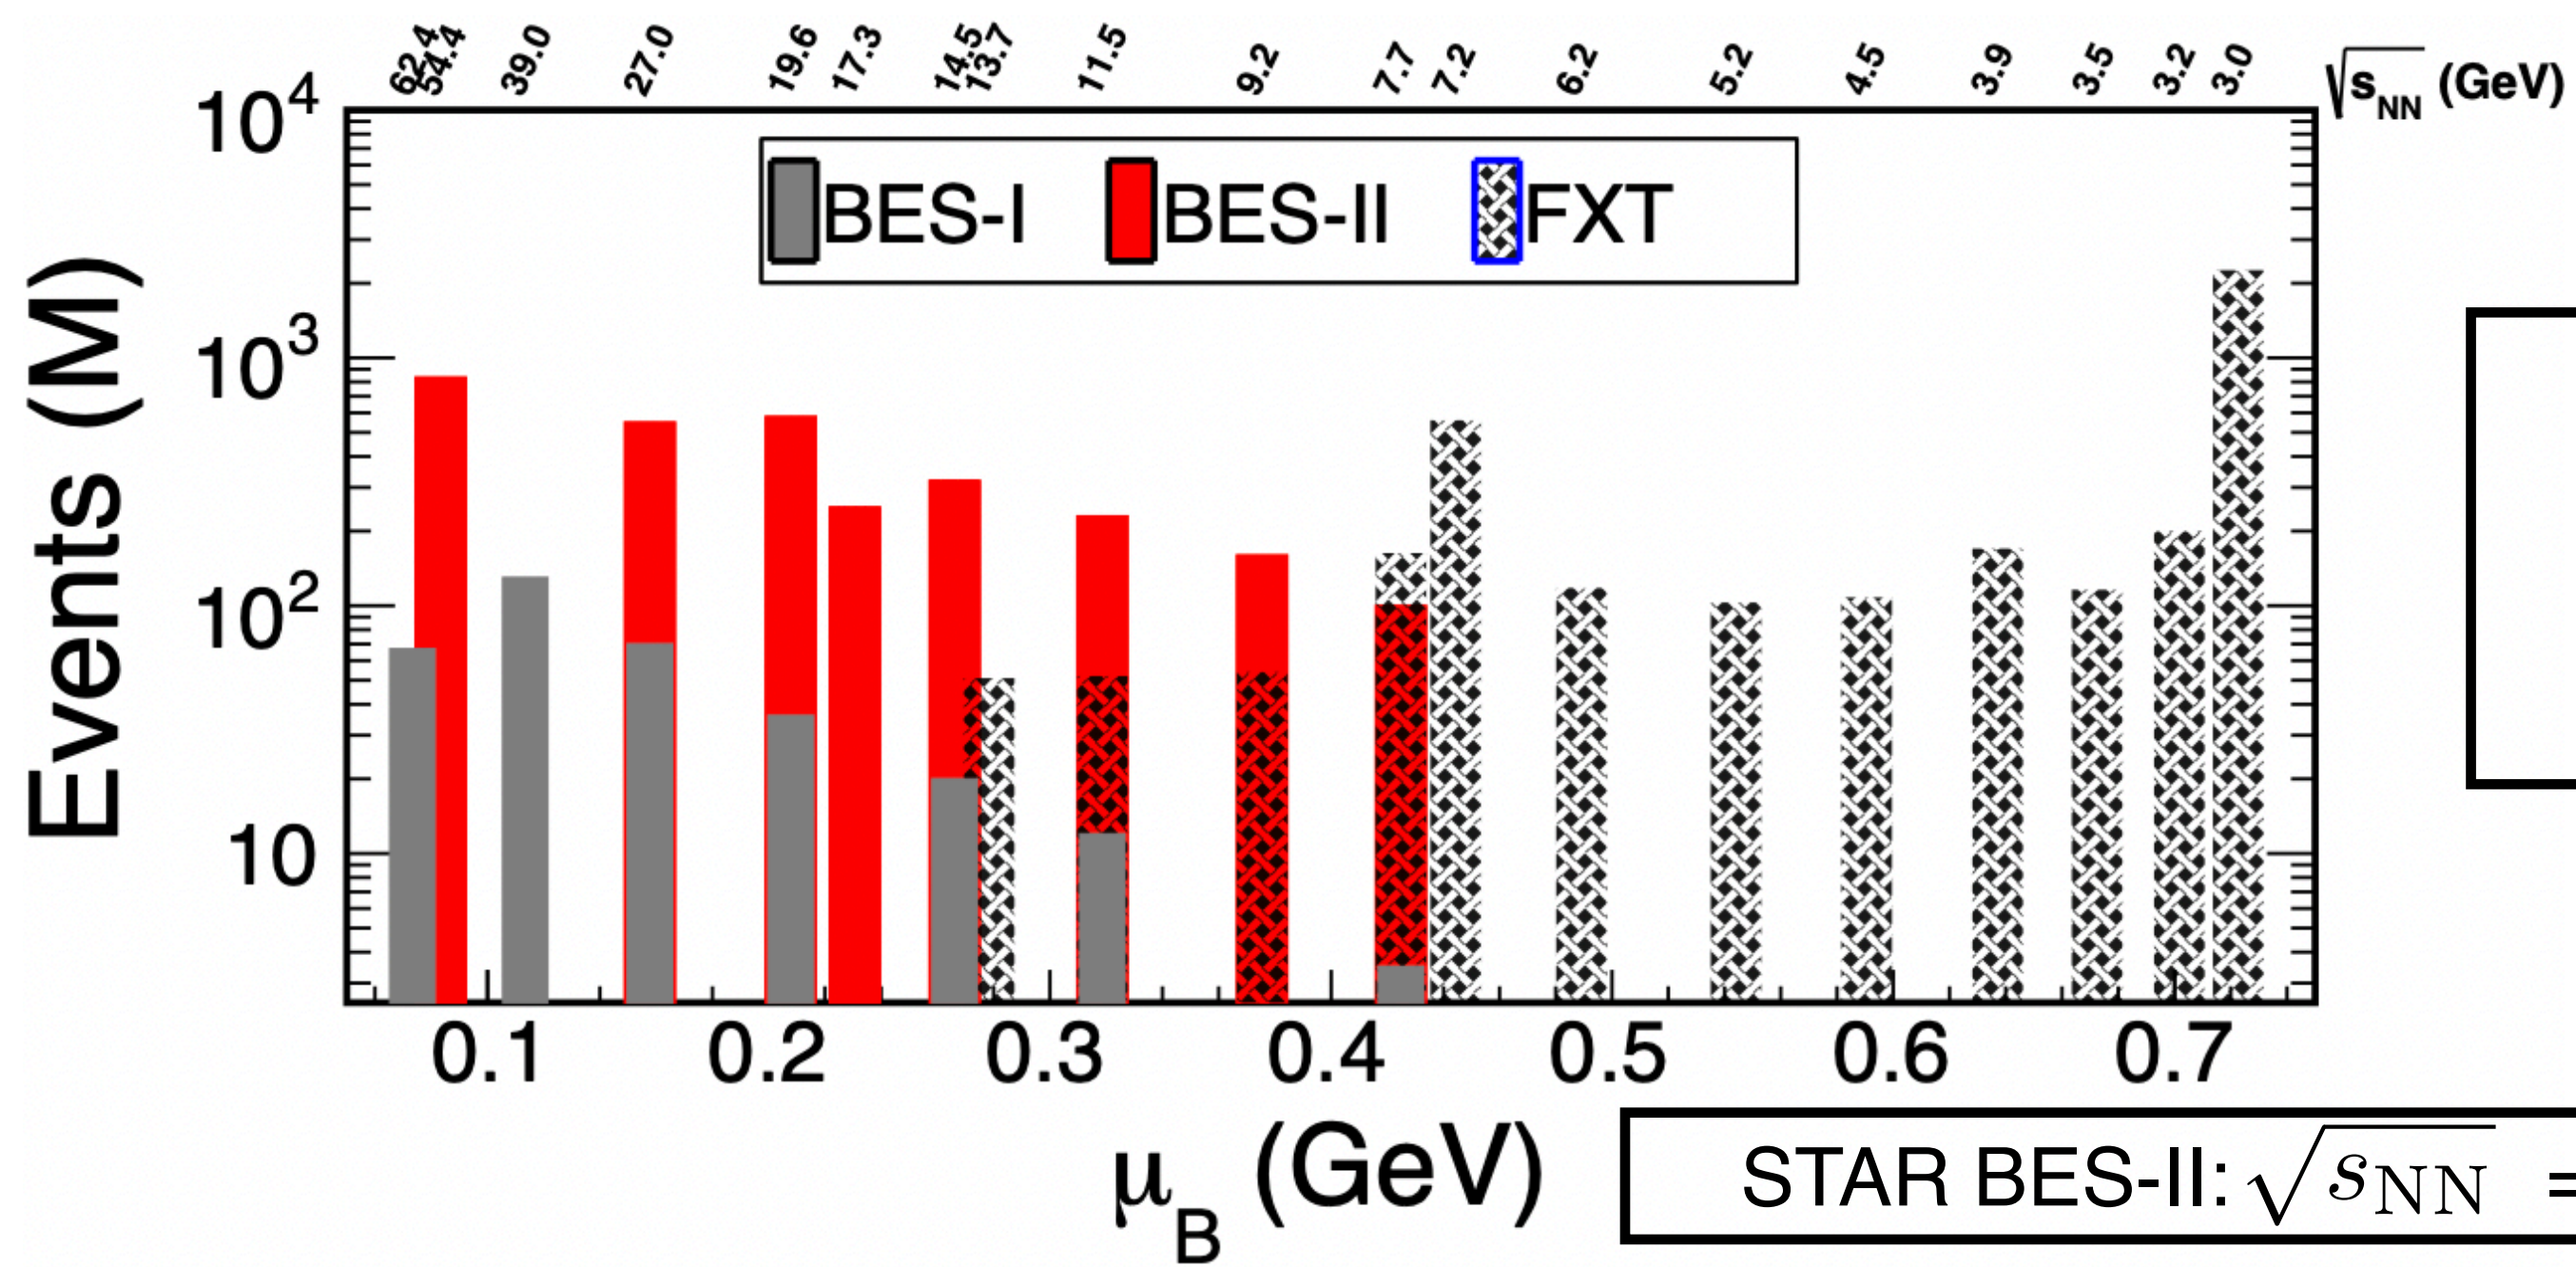 62.4 54.4 39.0 27.0 19.6 17.3 14.5 13.7 11.5 9.2 7.7 7.2 6.2 5.2 4.5 3.9 3.5 3.2 3.0 √s_NN (GeV)
10⁴
BES-I BES-II FXT
10³
10²
10
Events (M)
0.1 0.2 0.3 0.4 0.5 0.6 0.7
μ_B (GeV)
STAR BES-II: √s_NN =